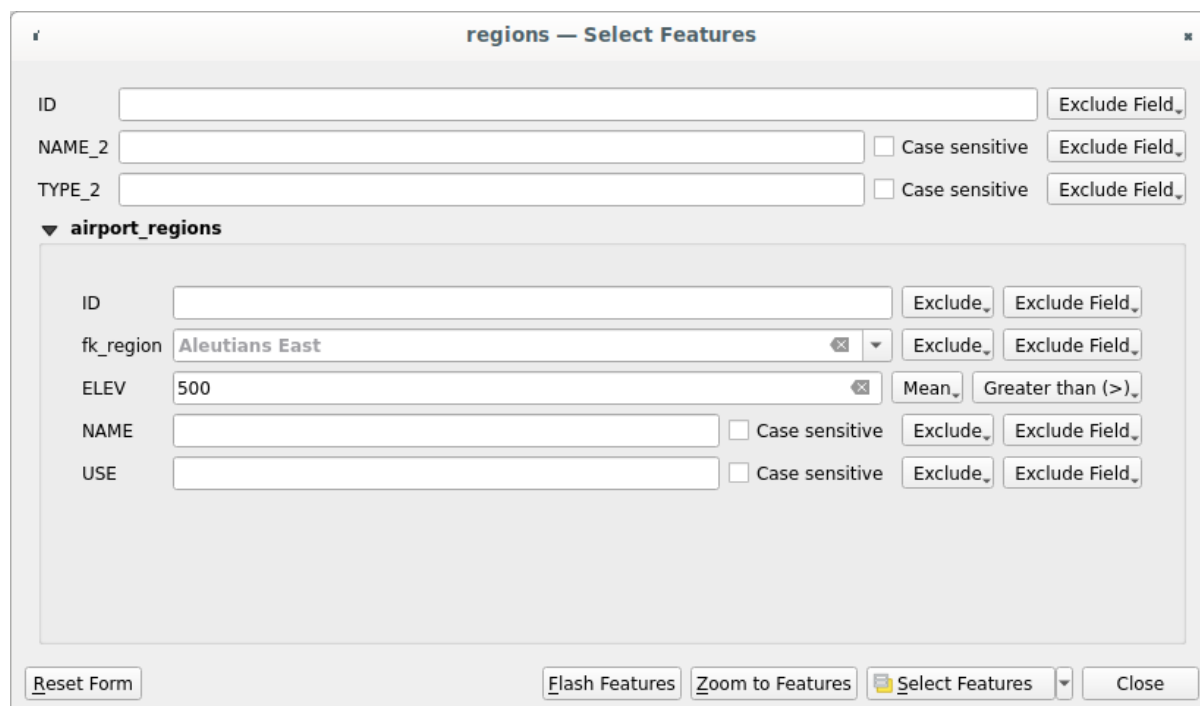 regions — Select Features
ID Exclude Field
NAME_2 Case sensitive Exclude Field
TYPE_2 Case sensitive Exclude Field
airport_regions
ID Exclude Exclude Field
fk_region Aleutians East Exclude Exclude Field
ELEV 500 Mean Greater than (>)
NAME Case sensitive Exclude Exclude Field
USE Case sensitive Exclude Exclude Field
Reset Form Flash Features Zoom to Features Select Features Close